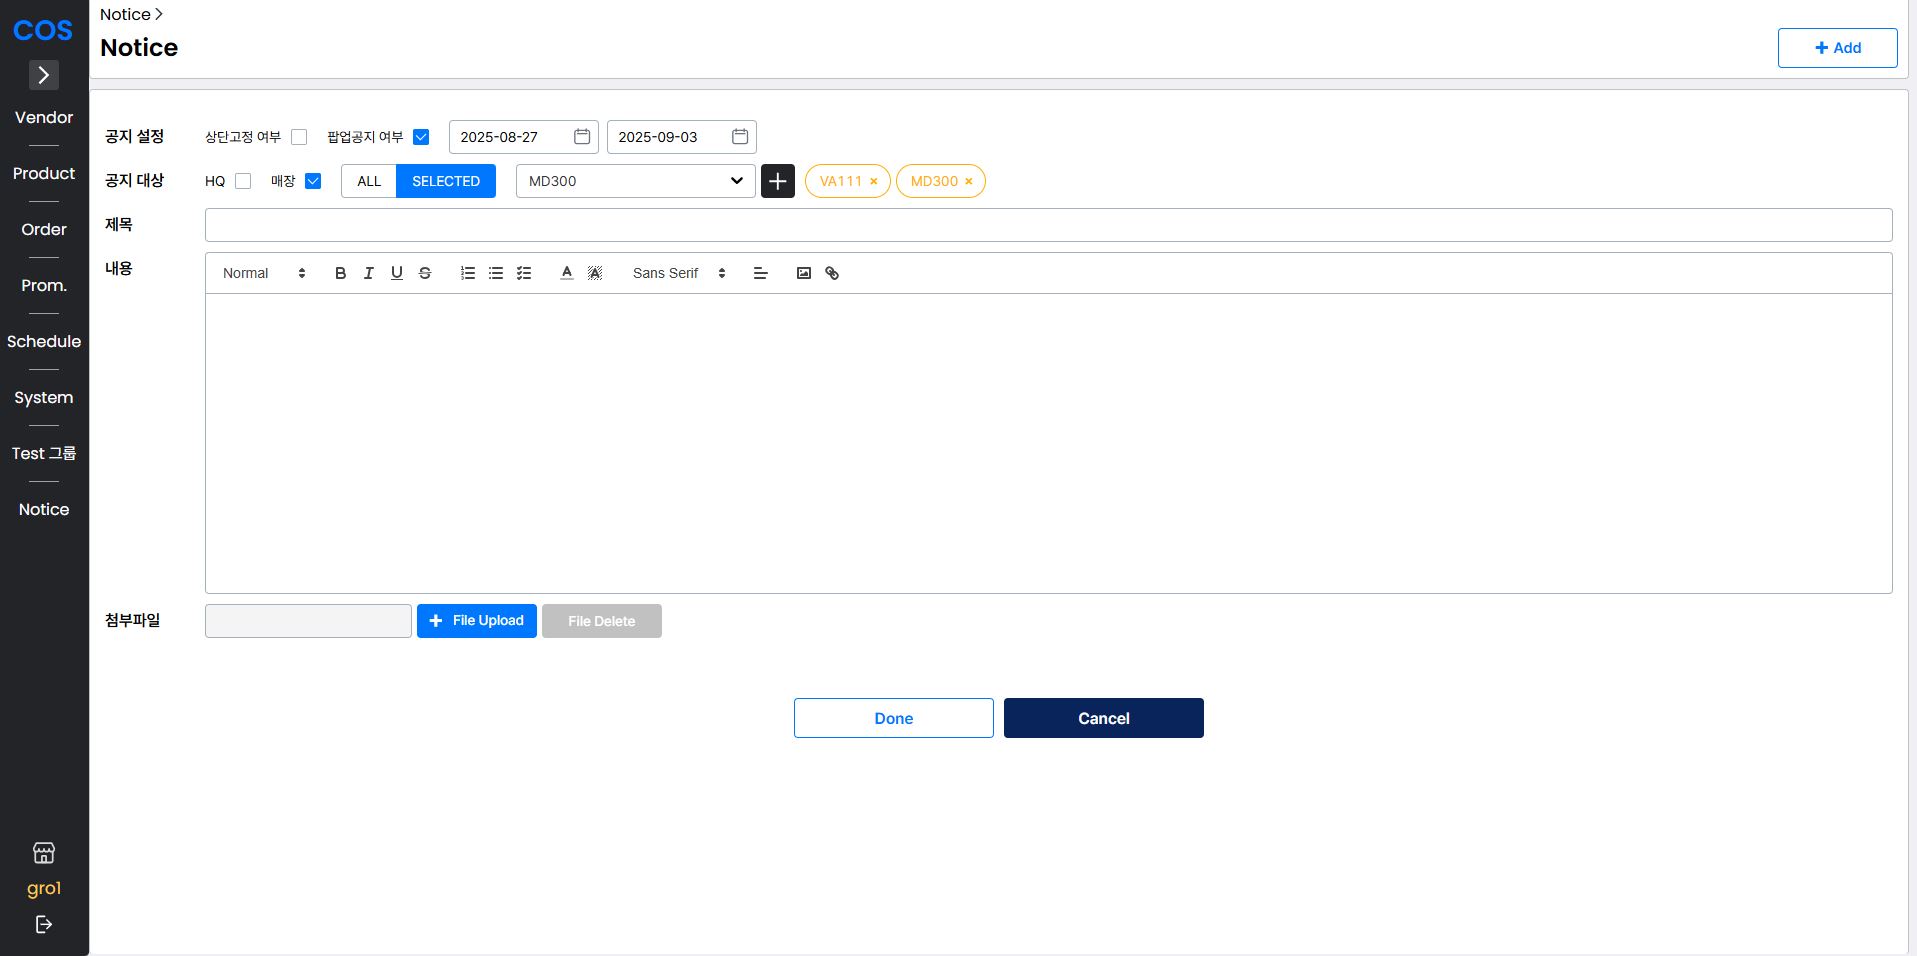 COS
Vendor
Product
Order
Prom.
Schedule
System
Test 그룹
Notice
gro1
Notice >
Notice
+ Add
공지 설정 상단고정 여부 팝업공지 여부 2025-08-27 2025-09-03
공지 대상 HQ 매장 ALL SELECTED MD300 + VA111 × MD300 ×
제목
내용 Normal B I U S A A Sans Serif
첨부파일 + File Upload File Delete
Done Cancel